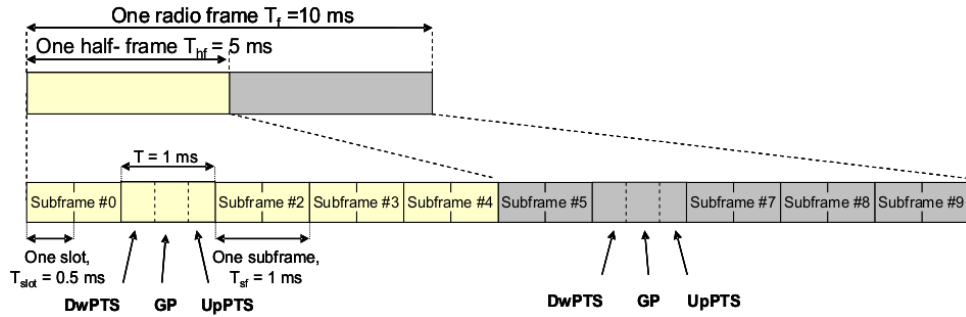 One radio frame T_f =10 ms
One half- frame T_hf = 5 ms
T = 1 ms
Subframe #0
Subframe #2
Subframe #3
Subframe #4
Subframe #5
Subframe #7
Subframe #8
Subframe #9
One slot,
T_slot = 0.5 ms
One subframe,
T_sf = 1 ms
DwPTS
GP
UpPTS
DwPTS
GP
UpPTS